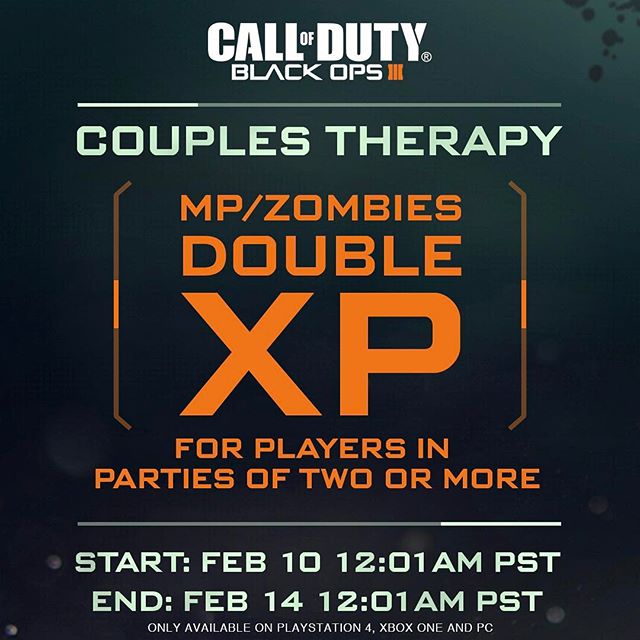 CALL OF DUTY®
BLACK OPS III
COUPLES THERAPY
MP/ZOMBIES
DOUBLE
XP
FOR PLAYERS IN
PARTIES OF TWO OR MORE
START: FEB 10 12:01AM PST
END: FEB 14 12:01AM PST
ONLY AVAILABLE ON PLAYSTATION 4, XBOX ONE AND PC